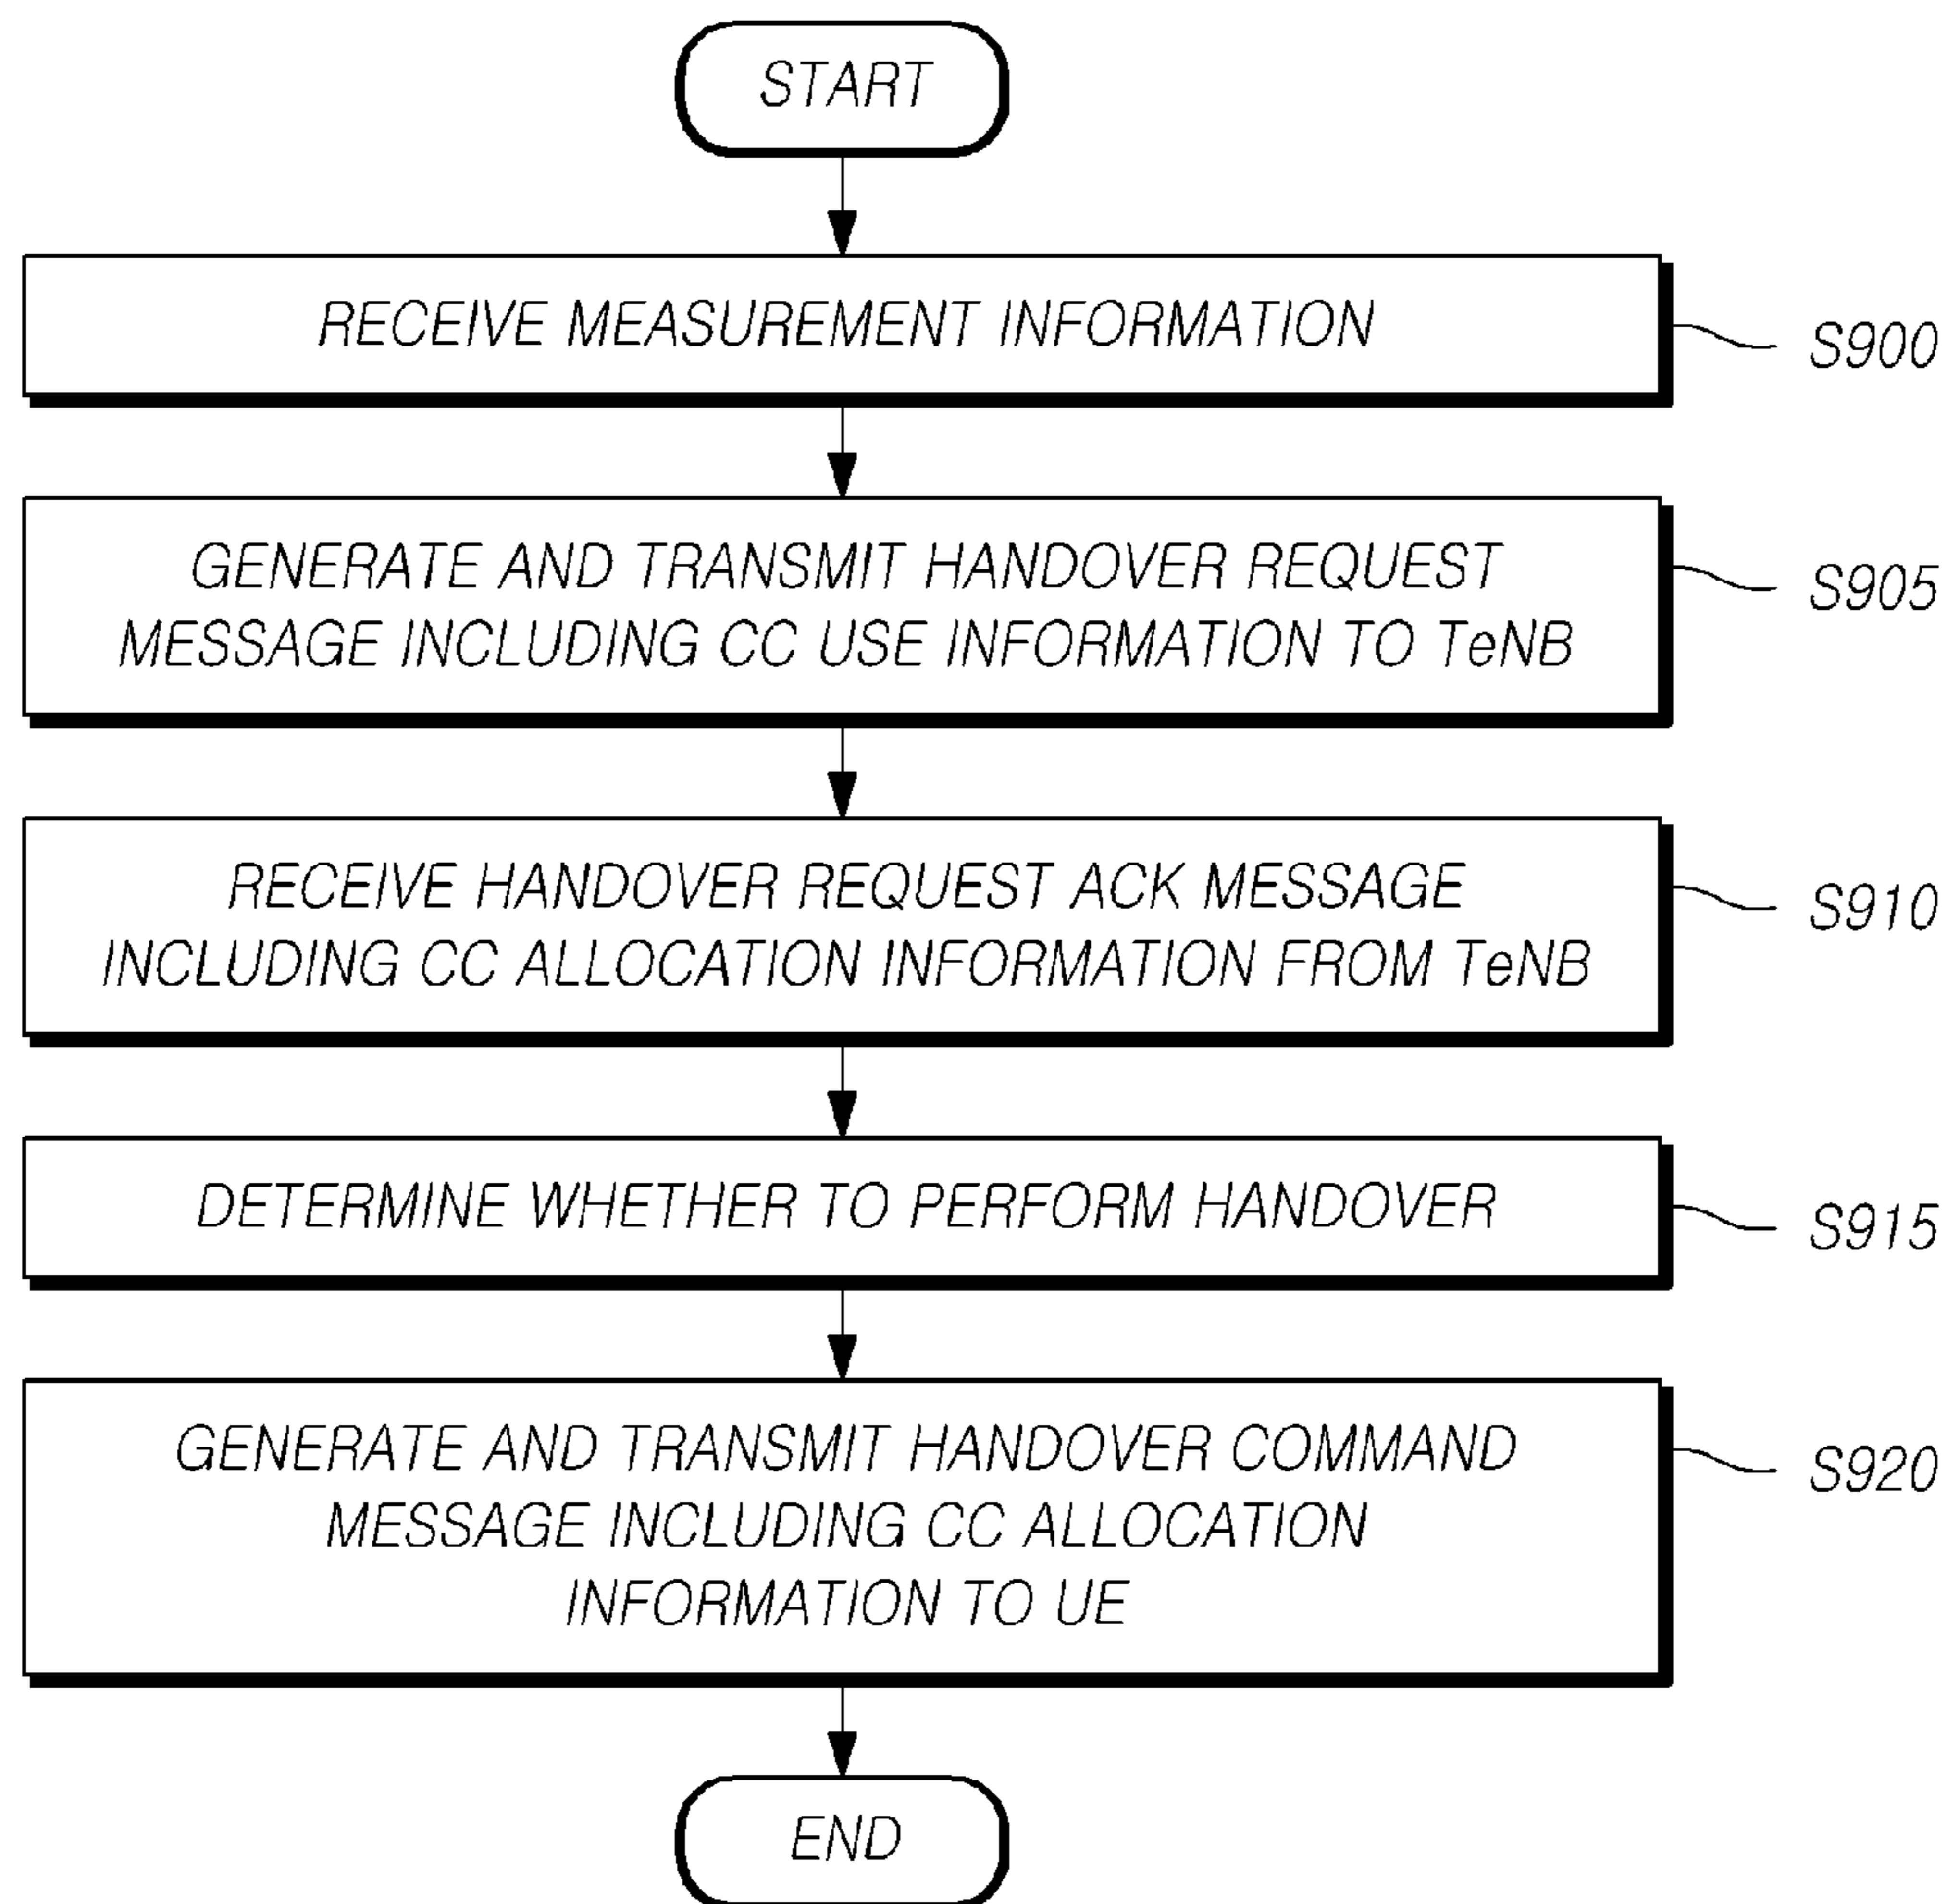 START
RECEIVE MEASUREMENT INFORMATION
S900
GENERATE AND TRANSMIT HANDOVER REQUEST
MESSAGE INCLUDING CC USE INFORMATION TO TeNB
S905
RECEIVE HANDOVER REQUEST ACK MESSAGE
INCLUDING CC ALLOCATION INFORMATION FROM TeNB
S910
DETERMINE WHETHER TO PERFORM HANDOVER
S915
GENERATE AND TRANSMIT HANDOVER COMMAND
MESSAGE INCLUDING CC ALLOCATION
INFORMATION TO UE
S920
END